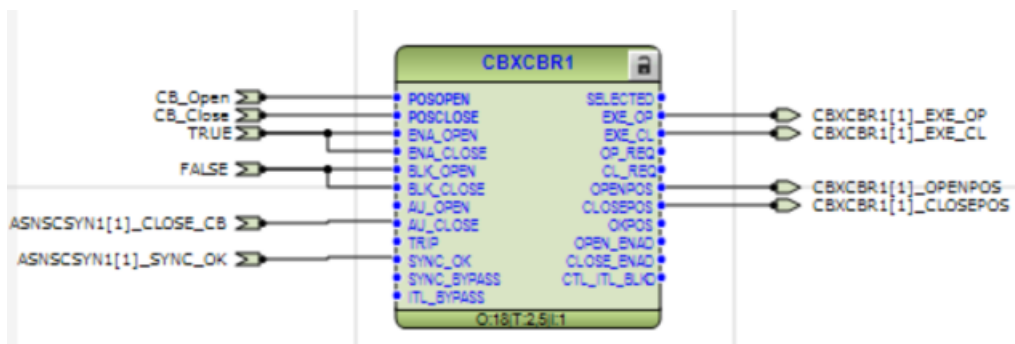 CBXCBR1
CB_Open
CB_Close
TRUE
FALSE
ASNSCSYN1[1]_CLOSE_CB
ASNSCSYN1[1]_SYNC_OK
POSOPEN
POSCLOSE
ENA_OPEN
ENA_CLOSE
BLK_OPEN
BLK_CLOSE
AU_OPEN
AU_CLOSE
TRIP
SYNC_OK
SYNC_BYPASS
ITL_BYPASS
SELECTED
EXE_OP
EXE_CL
OP_REQ
CL_REQ
OPENPOS
CLOSEPOS
OKPOS
OPEN_ENAD
CLOSE_ENAD
CTL_ITL_BLKD
CBXCBR1[1]_EXE_OP
CBXCBR1[1]_EXE_CL
CBXCBR1[1]_OPENPOS
CBXCBR1[1]_CLOSEPOS
O:18|T:2,5|I:1